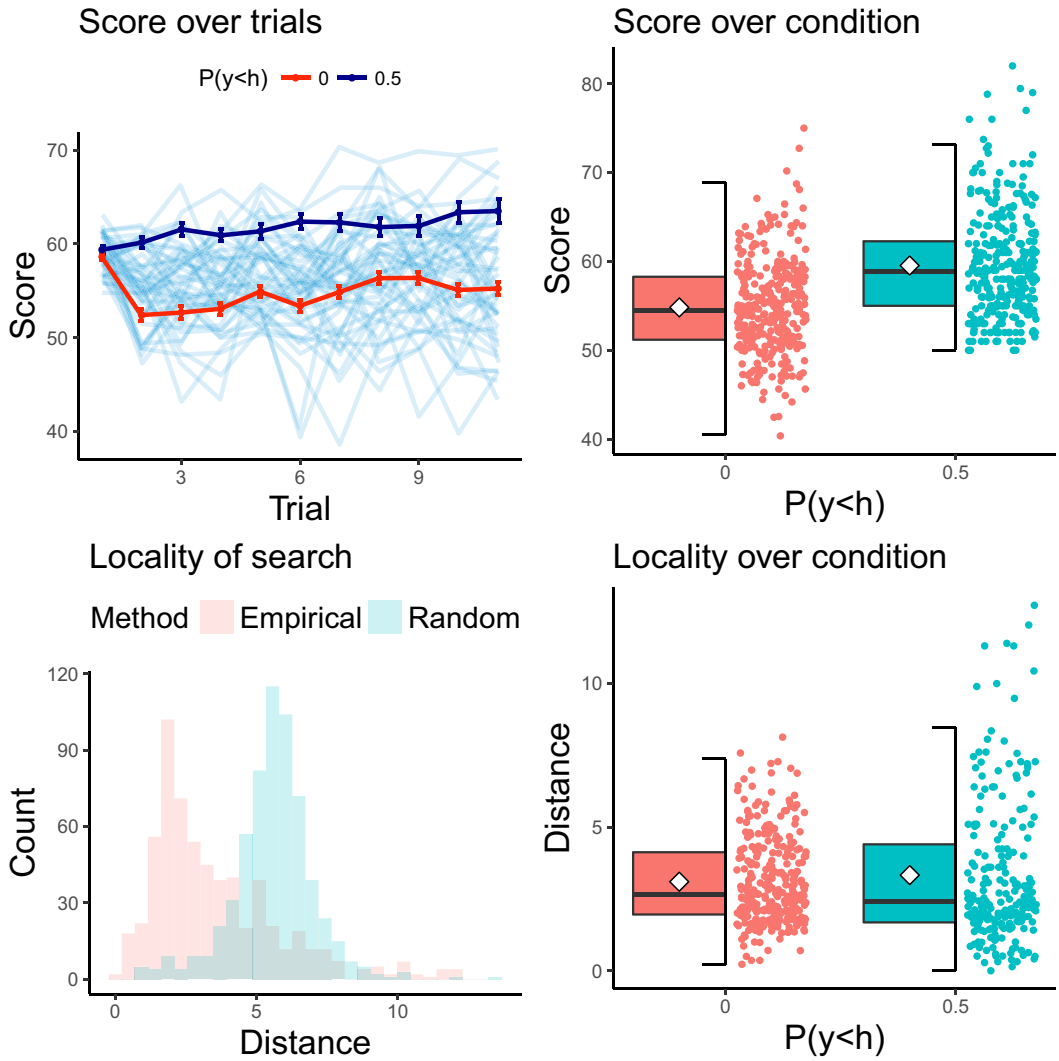 Score over trials
P(y<h) 0 0.5
Score
70
60
50
40
3 6 9
Trial
Score over condition
Score
80
70
60
50
40
0 0.5
P(y<h)
Locality of search
Method Empirical Random
Count
120
90
60
30
0
0 5 10
Distance
Locality over condition
Distance
10
5
0
0 0.5
P(y<h)